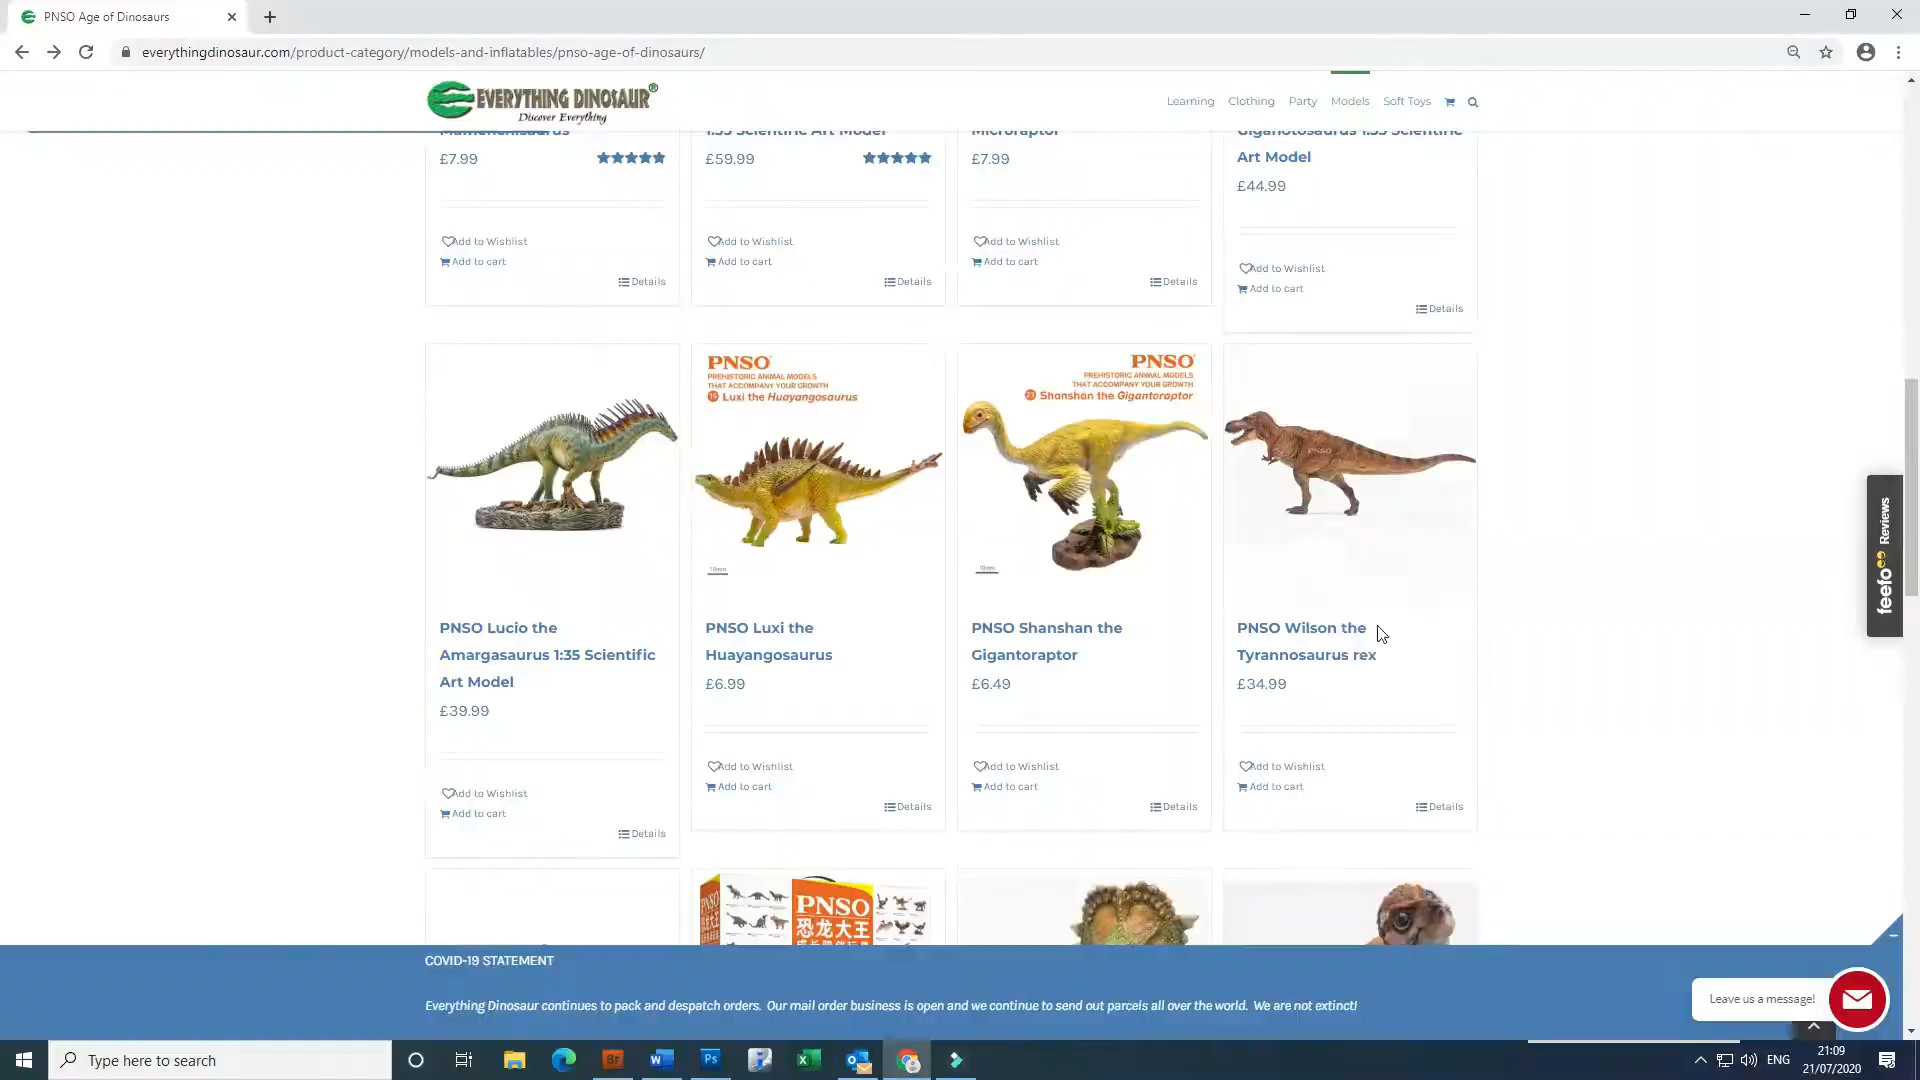 PNSO Age of Dinosaurs
everythingdinosaur.com/product-category/models-and-inflatables/pnso-age-of-dinosaurs/
EVERYTHING DINOSAUR®
Discover Everything
Learning Clothing Party Models Soft Toys
Mamenchisaurus
£7.99
Add to Wishlist
Add to cart
Details
1:35 Scientific Art Model
£59.99
Add to Wishlist
Add to cart
Details
Microraptor
£7.99
Add to Wishlist
Add to cart
Details
Giganotosaurus 1:35 Scientific
Art Model
£44.99
Add to Wishlist
Add to cart
Details
PNSO Lucio the
Amargasaurus 1:35 Scientific
Art Model
£39.99
Add to Wishlist
Add to cart
Details
PNSO
PREHISTORIC ANIMAL MODELS
THAT ACCOMPANY YOUR GROWTH
19 Luxi the Huayangosaurus
10mm
PNSO Luxi the
Huayangosaurus
£6.99
Add to Wishlist
Add to cart
Details
PNSO
PREHISTORIC ANIMAL MODELS
THAT ACCOMPANY YOUR GROWTH
Shanshan the Gigantoraptor
10mm
PNSO Shanshan the
Gigantoraptor
£6.49
Add to Wishlist
Add to cart
Details
PNSO
PNSO Wilson the
Tyrannosaurus rex
£34.99
Add to Wishlist
Add to cart
Details
PNSO
PNSO
恐龙大王
feefo Reviews
COVID-19 STATEMENT
Everything Dinosaur continues to pack and despatch orders. Our mail order business is open and we continue to send out parcels all over the world. We are not extinct!
Leave us a message!
Type here to search
Br
Ps
ENG
21:09
21/07/2020